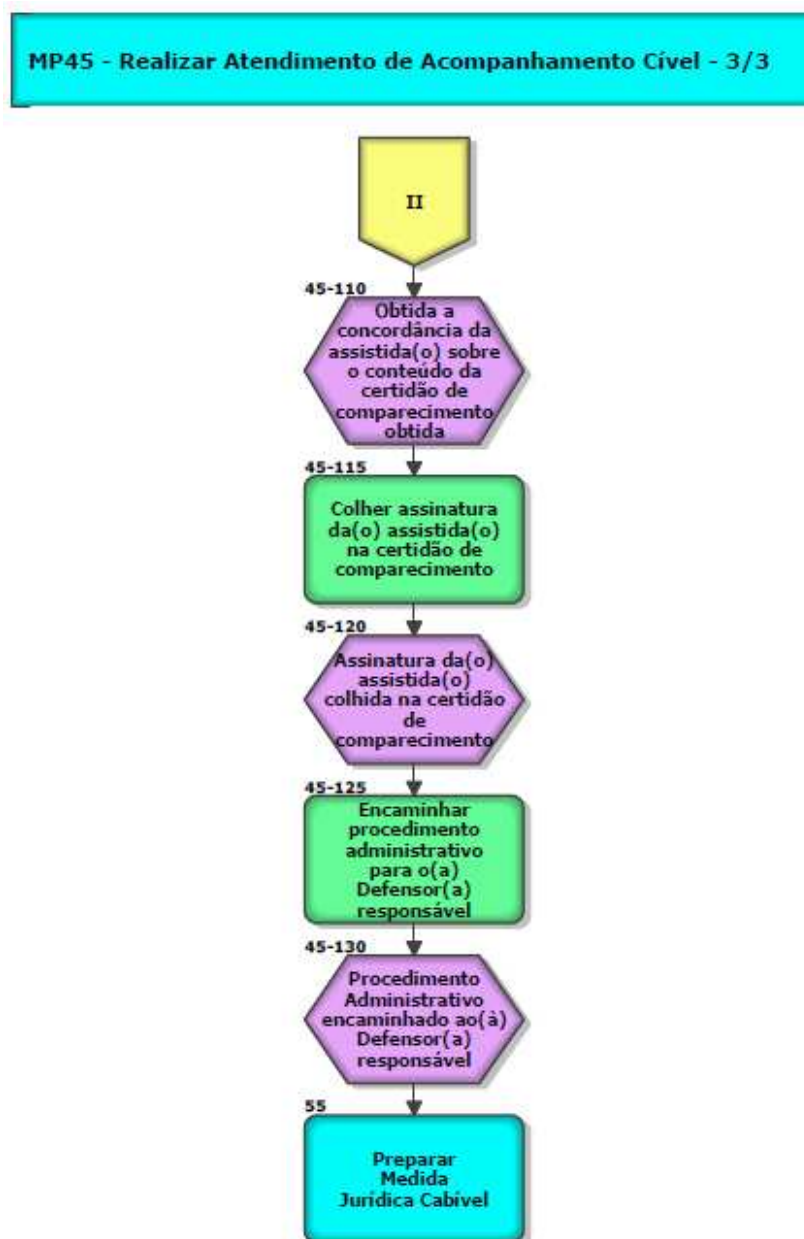 MP45 - Realizar Atendimento de Acompanhamento Cível - 3/3
II
45-110
Obtida a
concordância da
assistida(o) sobre
o conteúdo da
certidão de
comparecimento
obtida
45-115
Colher assinatura
da(o) assistida(o)
na certidão de
comparecimento
45-120
Assinatura da(o)
assistida(o)
colhida na certidão
de
comparecimento
45-125
Encaminhar
procedimento
administrativo
para o(a)
Defensor(a)
responsável
45-130
Procedimento
Administrativo
encaminhado ao(à)
Defensor(a)
responsável
55
Preparar
Medida
Jurídica Cabível